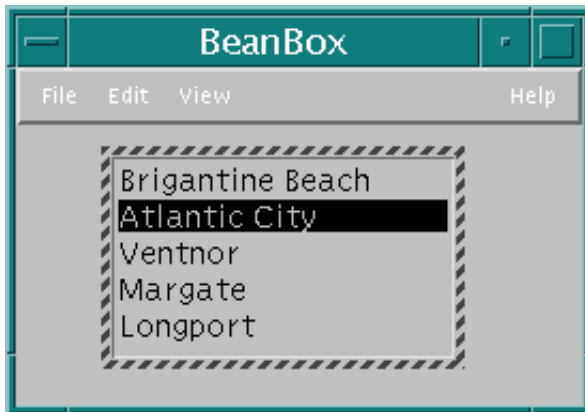 BeanBox
File Edit View Help
Brigantine Beach
Atlantic City
Ventnor
Margate
Longport